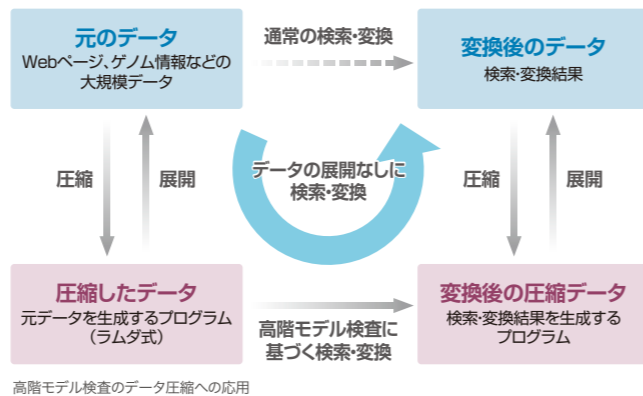 元のデータ
Webページ、ゲノム情報などの
大規模データ
通常の検索・変換
変換後のデータ
検索・変換結果
圧縮
展開
データの展開なしに
検索・変換
圧縮
展開
圧縮したデータ
元データを生成するプログラム
（ラムダ式）
高階モデル検査に
基づく検索・変換
変換後の圧縮データ
検索・変換結果を生成する
プログラム
高階モデル検査のデータ圧縮への応用